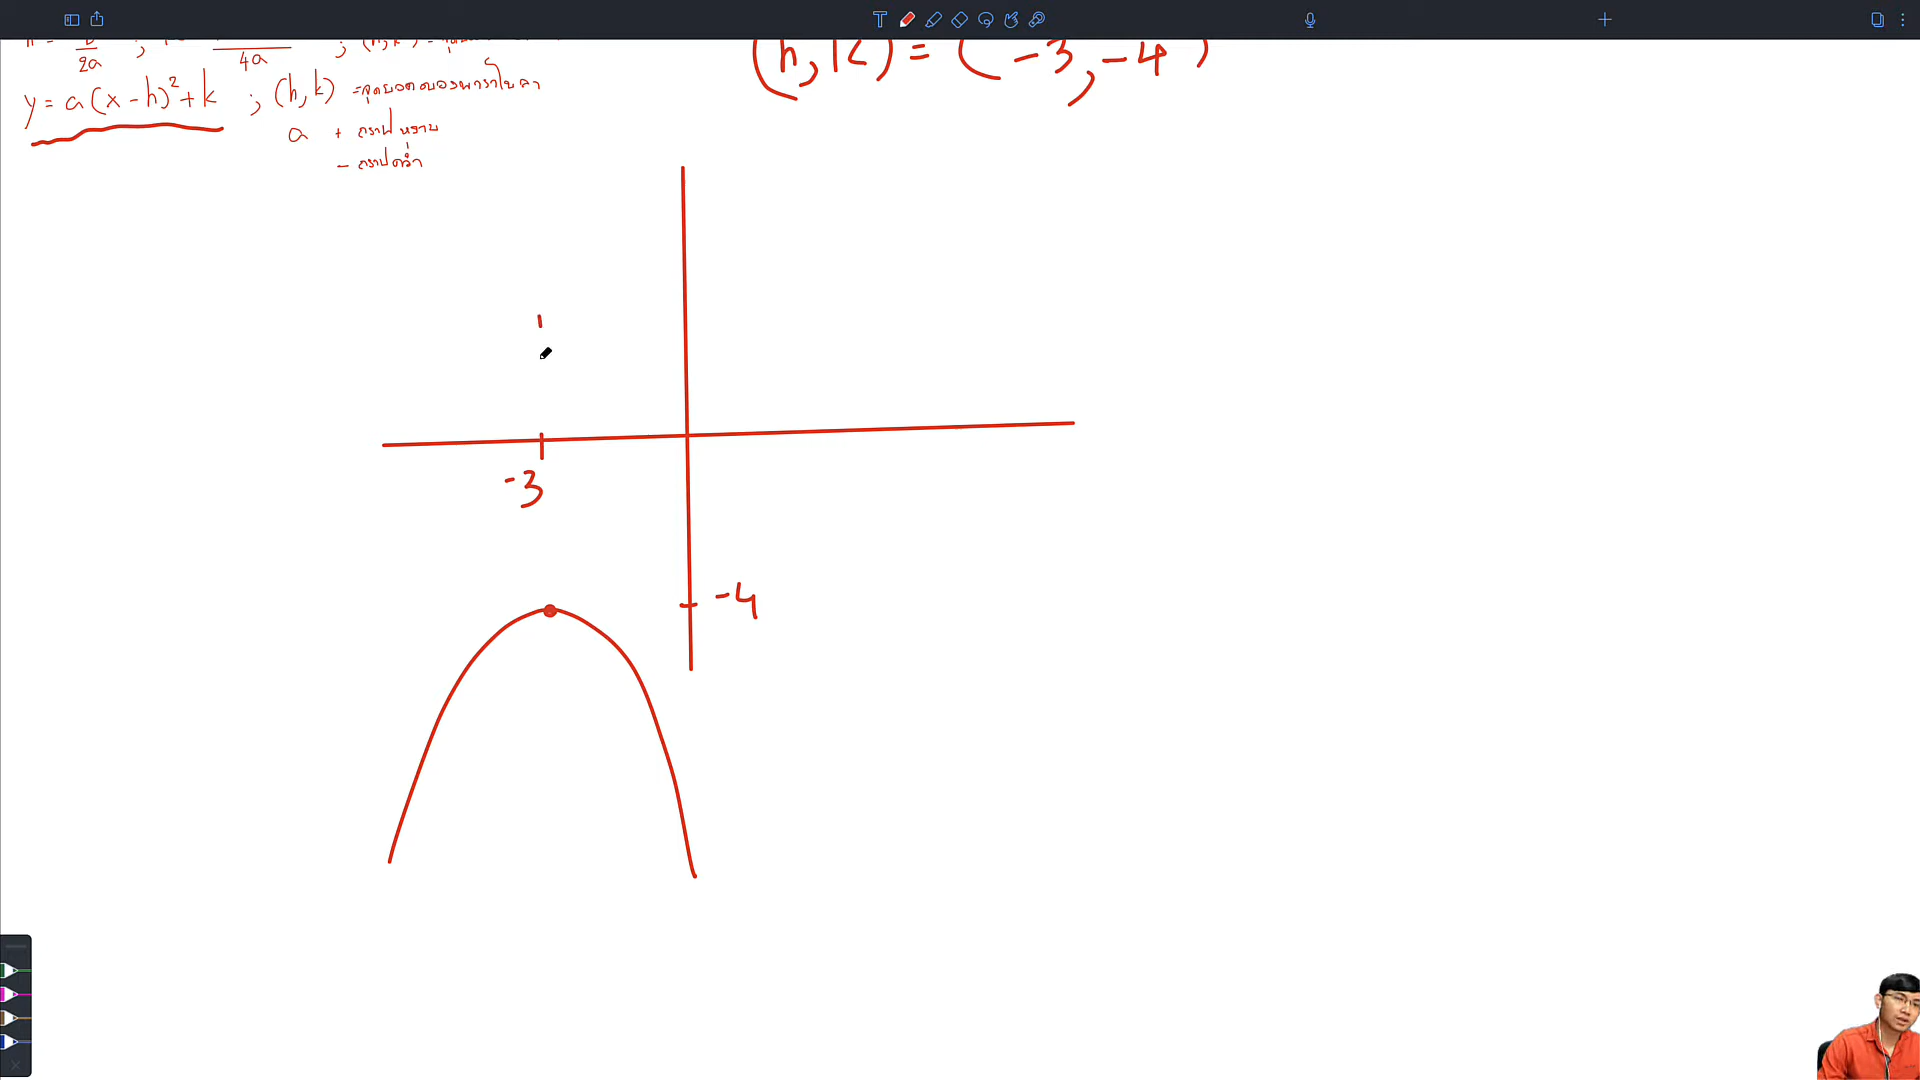 2a
4a
y = a(x-h)²+k ; (h,k) = จุดยอดของพาราโบลา
a + กราฟหงาย
- กราฟคว่ำ
(h,k) = (-3,-4)
-3
-4